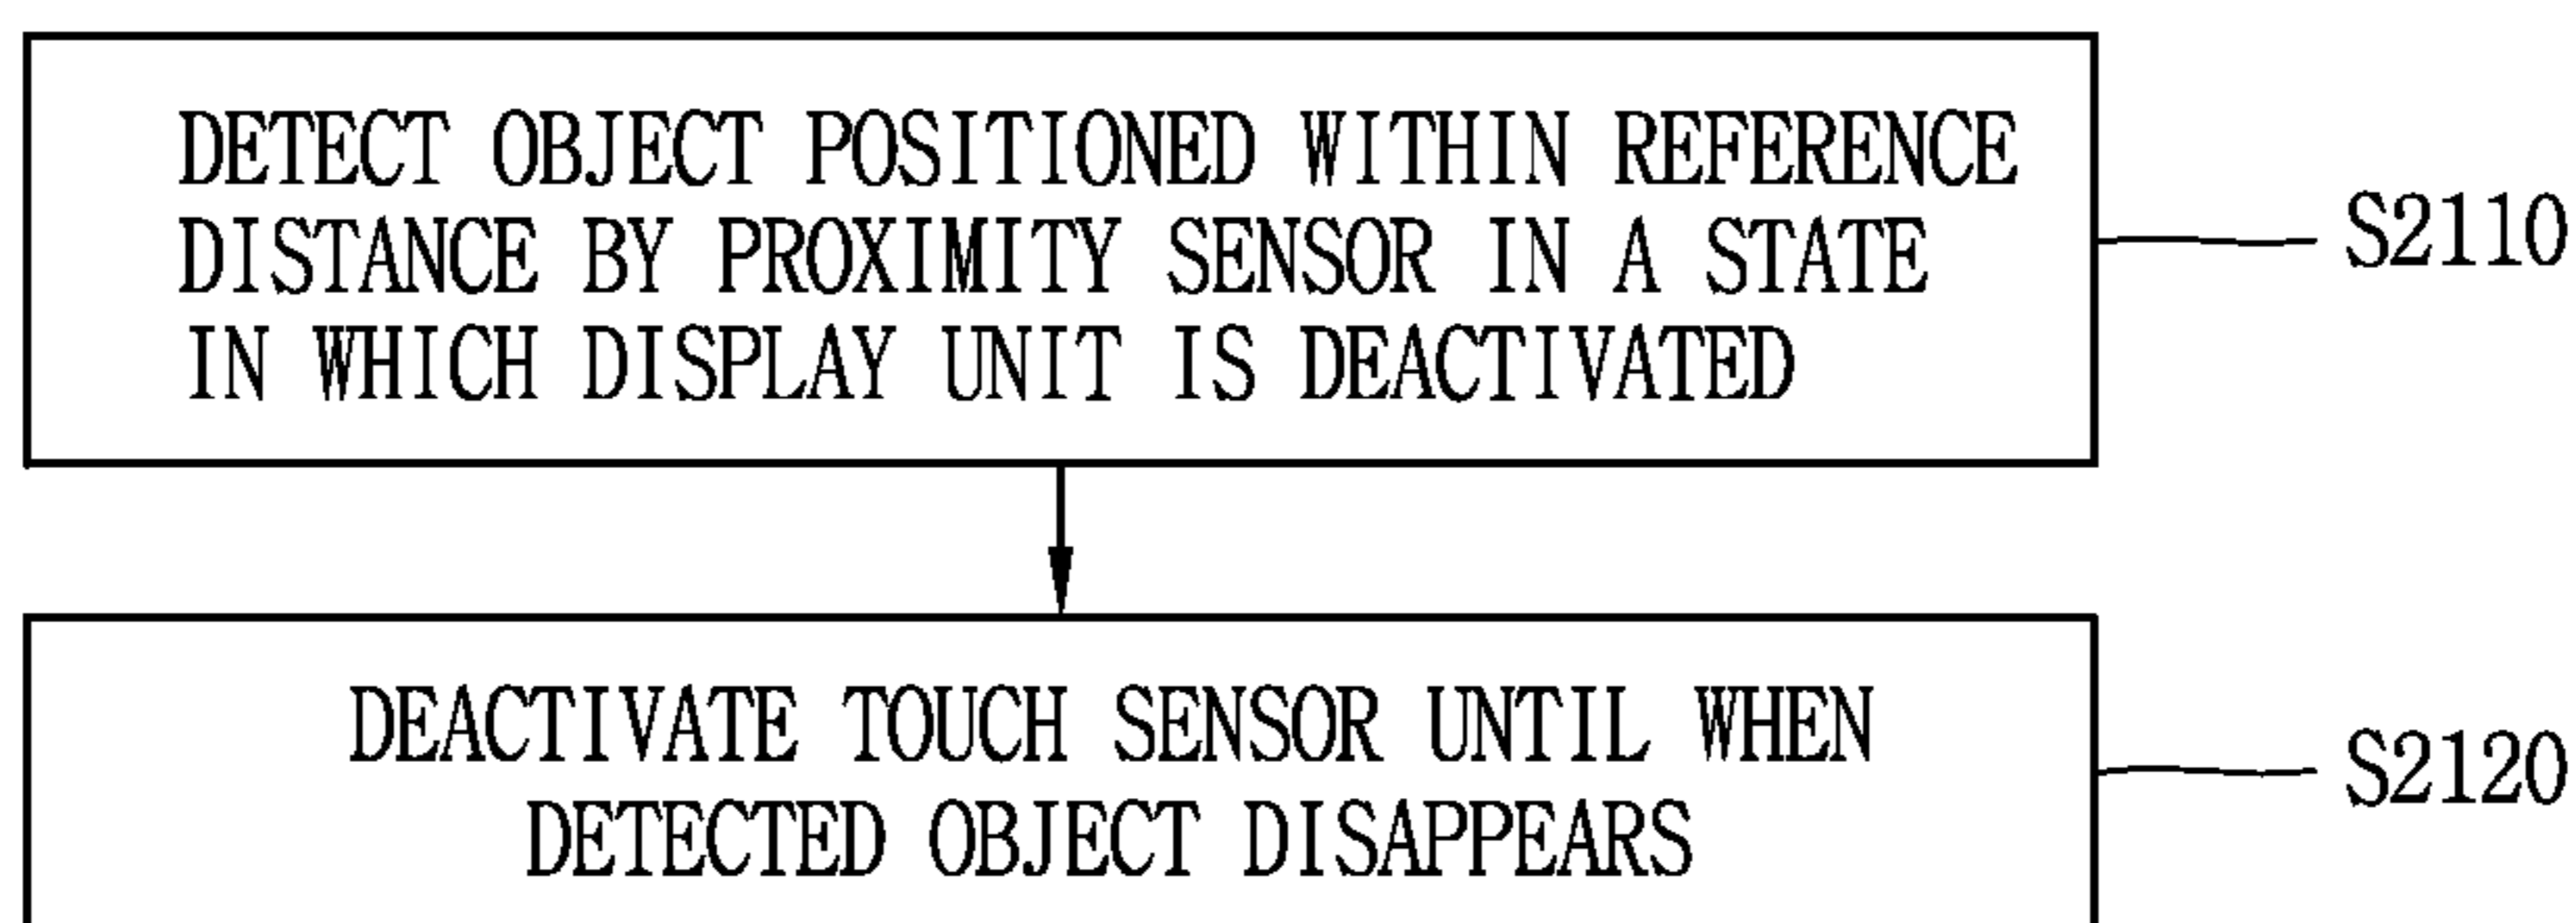 DETECT OBJECT POSITIONED WITHIN REFERENCE
DISTANCE BY PROXIMITY SENSOR IN A STATE
IN WHICH DISPLAY UNIT IS DEACTIVATED
S2110
DEACTIVATE TOUCH SENSOR UNTIL WHEN
DETECTED OBJECT DISAPPEARS
S2120